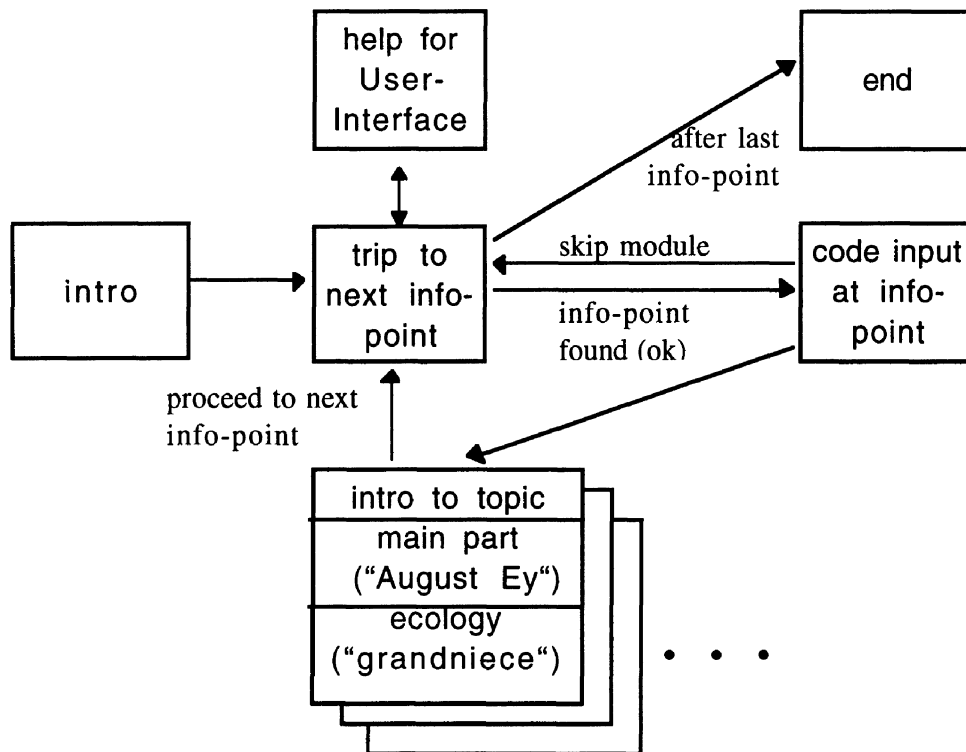 help for
User-
Interface
end
after last
info-point
intro
trip to
next info-
point
skip module
info-point
found (ok)
code input
at info-
point
proceed to next
info-point
intro to topic
main part
(“August Ey“)
ecology
(“grandniece“)
• • •